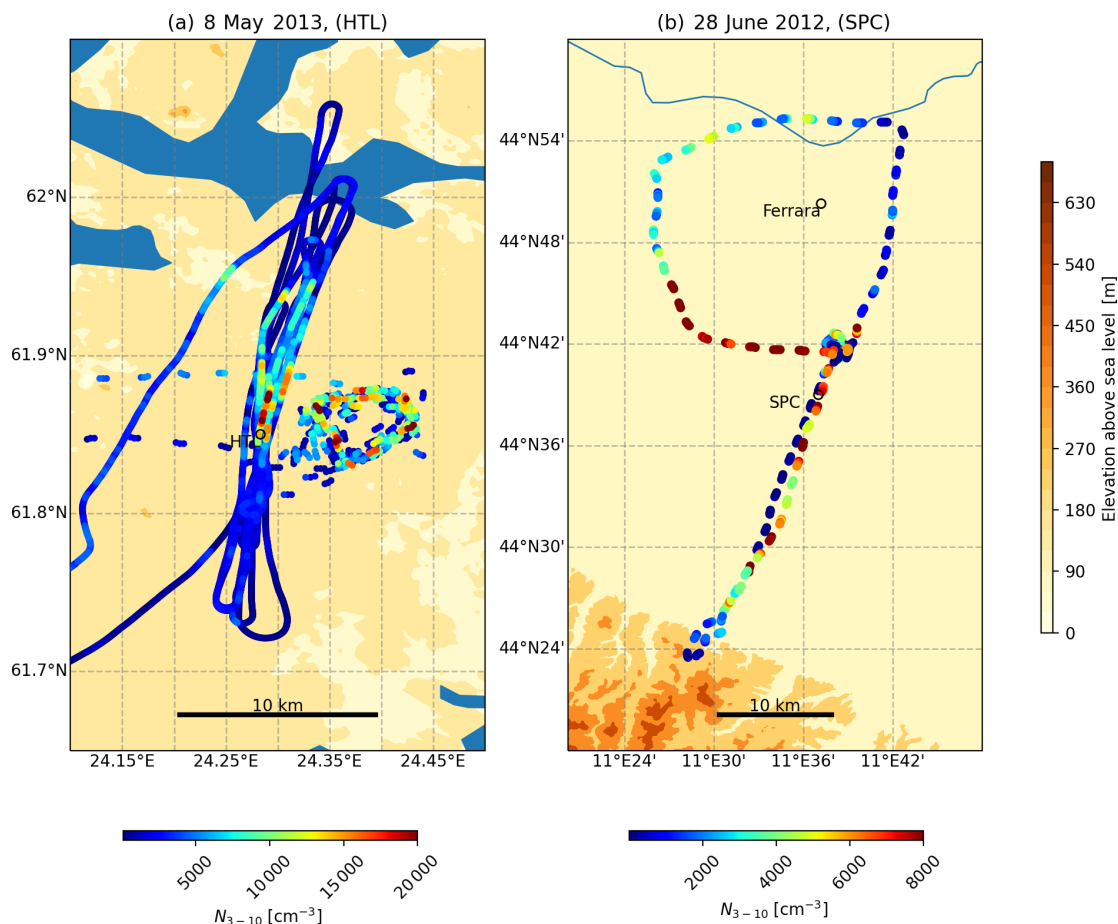 (a) 8 May 2013, (HTL)
(b) 28 June 2012, (SPC)
62°N
61.9°N
61.8°N
61.7°N
24.15°E
24.25°E
24.35°E
24.45°E
HTL
10 km
44°N54'
44°N48'
44°N42'
44°N36'
44°N30'
44°N24'
11°E24'
11°E30'
11°E36'
11°E42'
Ferrara
SPC
10 km
630
540
450
360
270
180
90
0
Elevation above sea level [m]
5000
10 000
15 000
20 000
N3−10 [cm−3]
2000
4000
6000
8000
N3−10 [cm−3]